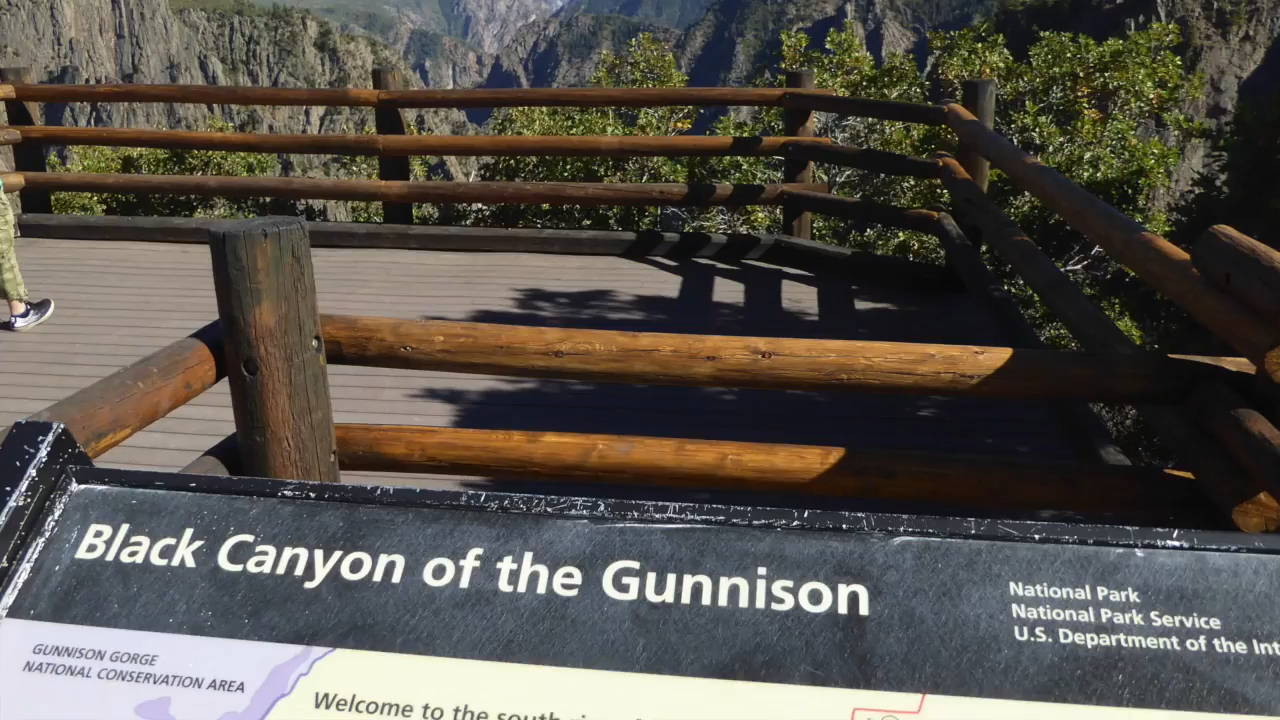 Black Canyon of the Gunnison
National Park
National Park Service
U.S. Department of the Int
GUNNISON GORGE
NATIONAL CONSERVATION AREA
Welcome to the south